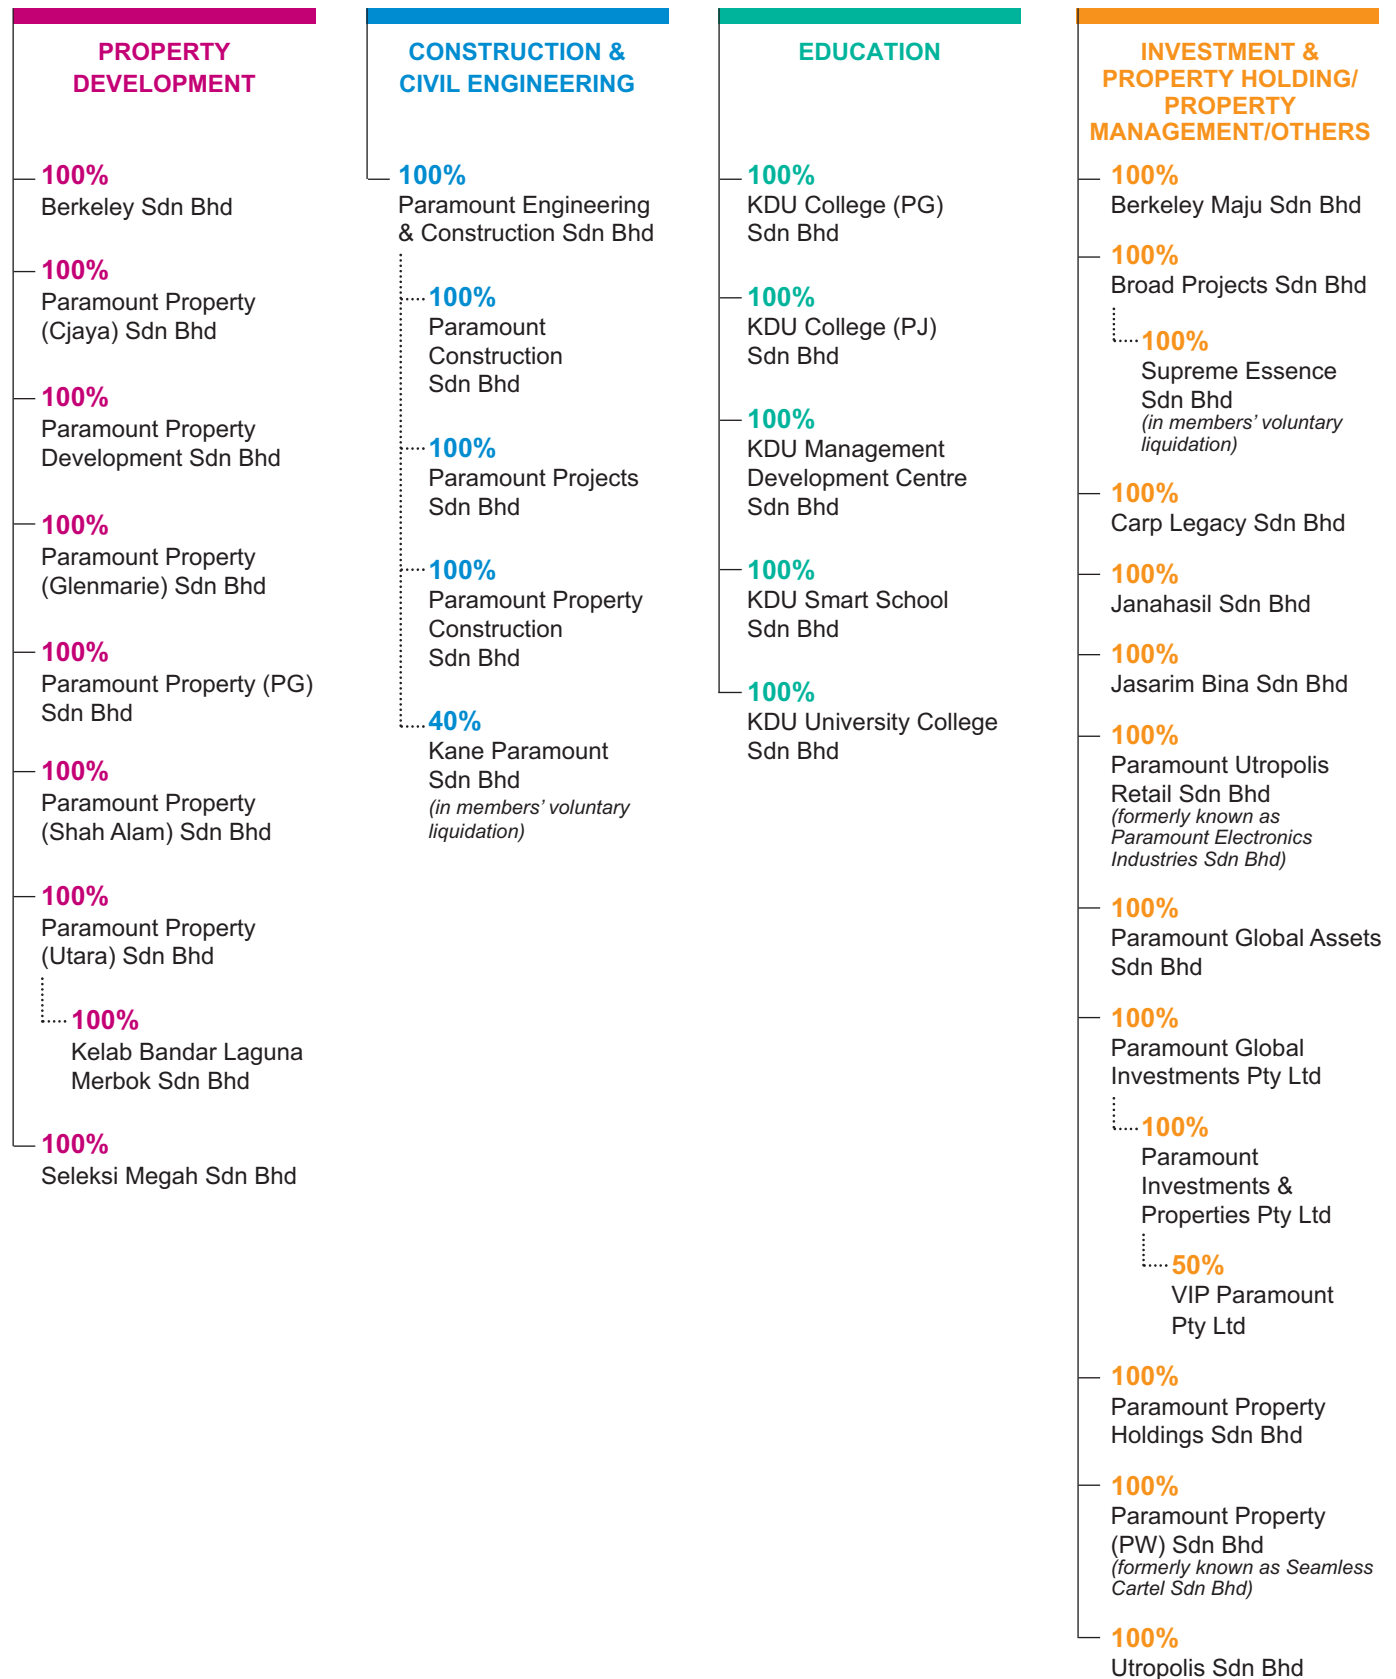 PROPERTY
DEVELOPMENT
100%
Berkeley Sdn Bhd
100%
Paramount Property
(Cjaya) Sdn Bhd
100%
Paramount Property
Development Sdn Bhd
100%
Paramount Property
(Glenmarie) Sdn Bhd
100%
Paramount Property (PG)
Sdn Bhd
100%
Paramount Property
(Shah Alam) Sdn Bhd
100%
Paramount Property
(Utara) Sdn Bhd
100%
Kelab Bandar Laguna
Merbok Sdn Bhd
100%
Seleksi Megah Sdn Bhd
CONSTRUCTION &
CIVIL ENGINEERING
100%
Paramount Engineering
& Construction Sdn Bhd
100%
Paramount
Construction
Sdn Bhd
100%
Paramount Projects
Sdn Bhd
100%
Paramount Property
Construction
Sdn Bhd
40%
Kane Paramount
Sdn Bhd
(in members’ voluntary
liquidation)
EDUCATION
100%
KDU College (PG)
Sdn Bhd
100%
KDU College (PJ)
Sdn Bhd
100%
KDU Management
Development Centre
Sdn Bhd
100%
KDU Smart School
Sdn Bhd
100%
KDU University College
Sdn Bhd
INVESTMENT &
PROPERTY HOLDING/
PROPERTY
MANAGEMENT/OTHERS
100%
Berkeley Maju Sdn Bhd
100%
Broad Projects Sdn Bhd
100%
Supreme Essence
Sdn Bhd
(in members’ voluntary
liquidation)
100%
Carp Legacy Sdn Bhd
100%
Janahasil Sdn Bhd
100%
Jasarim Bina Sdn Bhd
100%
Paramount Utropolis
Retail Sdn Bhd
(formerly known as
Paramount Electronics
Industries Sdn Bhd)
100%
Paramount Global Assets
Sdn Bhd
100%
Paramount Global
Investments Pty Ltd
100%
Paramount
Investments &
Properties Pty Ltd
50%
VIP Paramount
Pty Ltd
100%
Paramount Property
Holdings Sdn Bhd
100%
Paramount Property
(PW) Sdn Bhd
(formerly known as Seamless
Cartel Sdn Bhd)
100%
Utropolis Sdn Bhd